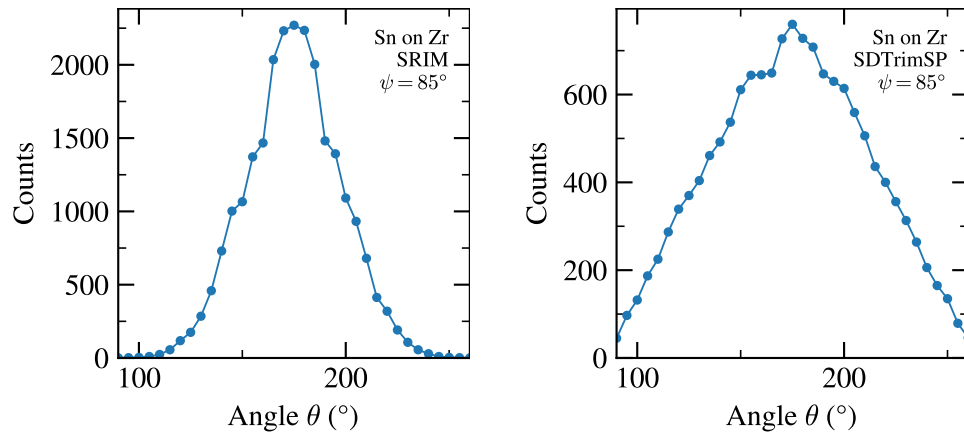 Sn on Zr
SRIM
ψ = 85°
2000
1500
1000
500
0
Counts
100
200
Angle θ (°)
Sn on Zr
SDTrimSP
ψ = 85°
600
400
200
0
Counts
100
200
Angle θ (°)